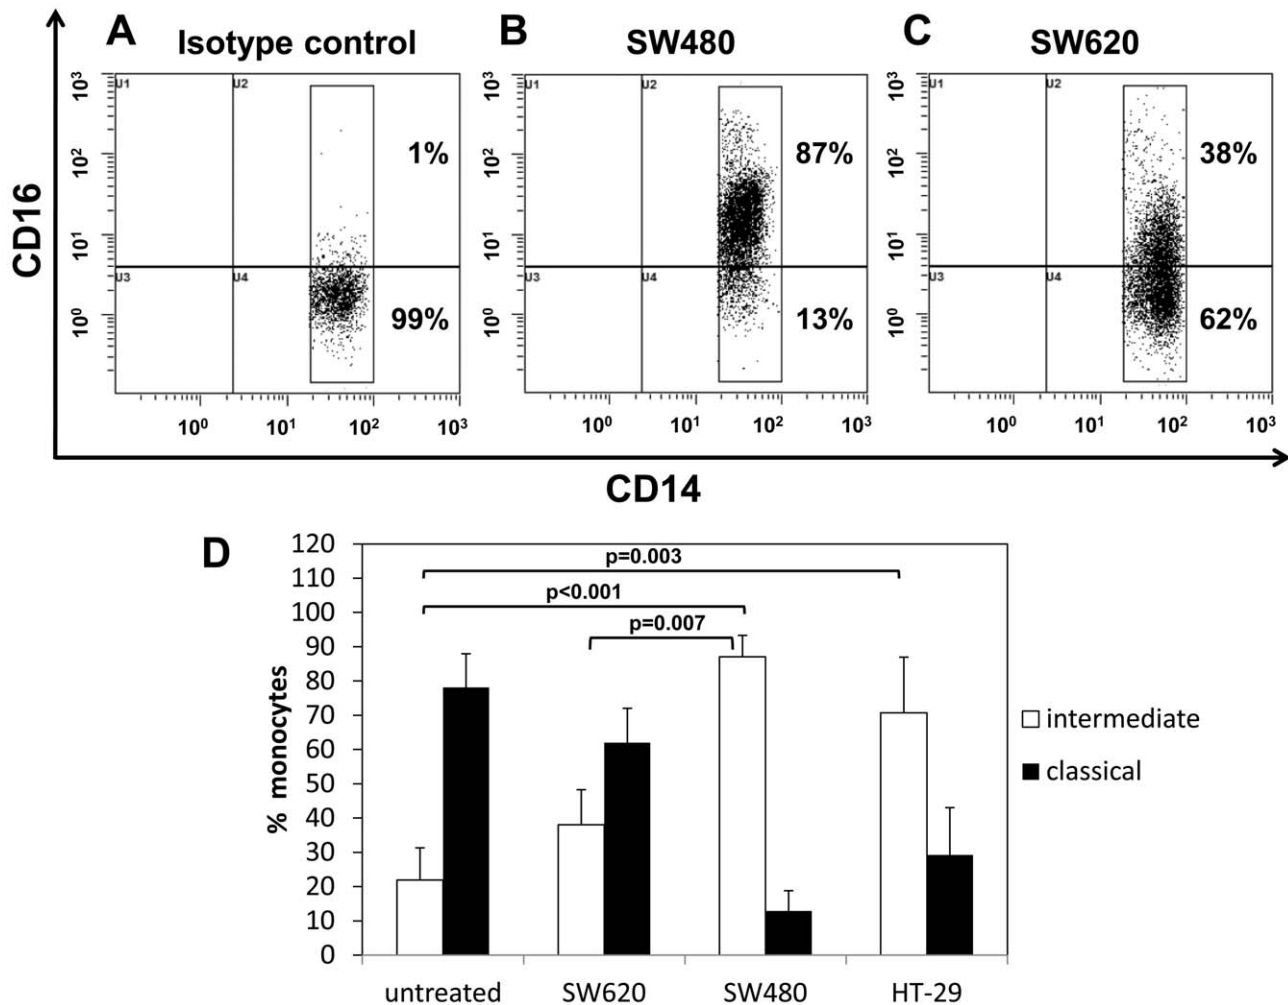 A Isotype control
B SW480
C SW620
CD16
10³ 10² 10¹ 10⁰
U1 U2
1%
U3 U4
99%
10⁰ 10¹ 10² 10³
10³ 10² 10¹ 10⁰
U1 U2
87%
U3 U4
13%
10⁰ 10¹ 10² 10³
10³ 10² 10¹ 10⁰
U1 U2
38%
U3 U4
62%
10⁰ 10¹ 10² 10³
CD14
D
% monocytes
120
110
100
90
80
70
60
50
40
30
20
10
0
p=0.003
p<0.001
p=0.007
untreated SW620 SW480 HT-29
intermediate
classical